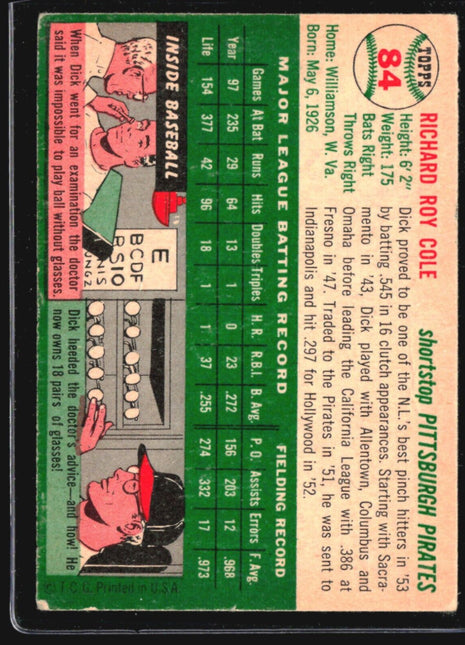 TOPPS
84
RICHARD ROY COLE
shortstop PITTSBURGH PIRATES
Height: 6' 2"
Weight: 175
Bats Right
Throws Right
Home: Williamson, W. Va.
Born: May 6, 1926
Dick proved to be one of the N.L.'s best pinch hitters in '53
by batting .545 in 16 clutch appearances. Starting with Sacra-
mento in '43, Dick played with Allentown, Columbus and
Omaha before leading the California League with .386 at
Fresno in '47. Traded to the Pirates in '51, he was sent to
Indianapolis and hit .297 for Hollywood in '52.
MAJOR LEAGUE BATTING RECORD FIELDING RECORD
Games At Bat Runs Hits Doubles Triples H.R. R.B.I. B. Avg. P.O. Assists Errors F. Avg.
Year 97 235 29 64 13 1 0 23 .272 156 203 12 .968
Life 154 377 42 96 18 1 1 37 .255 274 332 17 .973
INSIDE BASEBALL
E
BCDF
RSIO
NIS
UNGZ
When Dick went for an examination the doctor
said it was impossible to play ball without glasses.
Dick heeded the doctor's advice—and how! He
now owns 18 pairs of glasses!
© T.C.G. Printed in U.S.A.